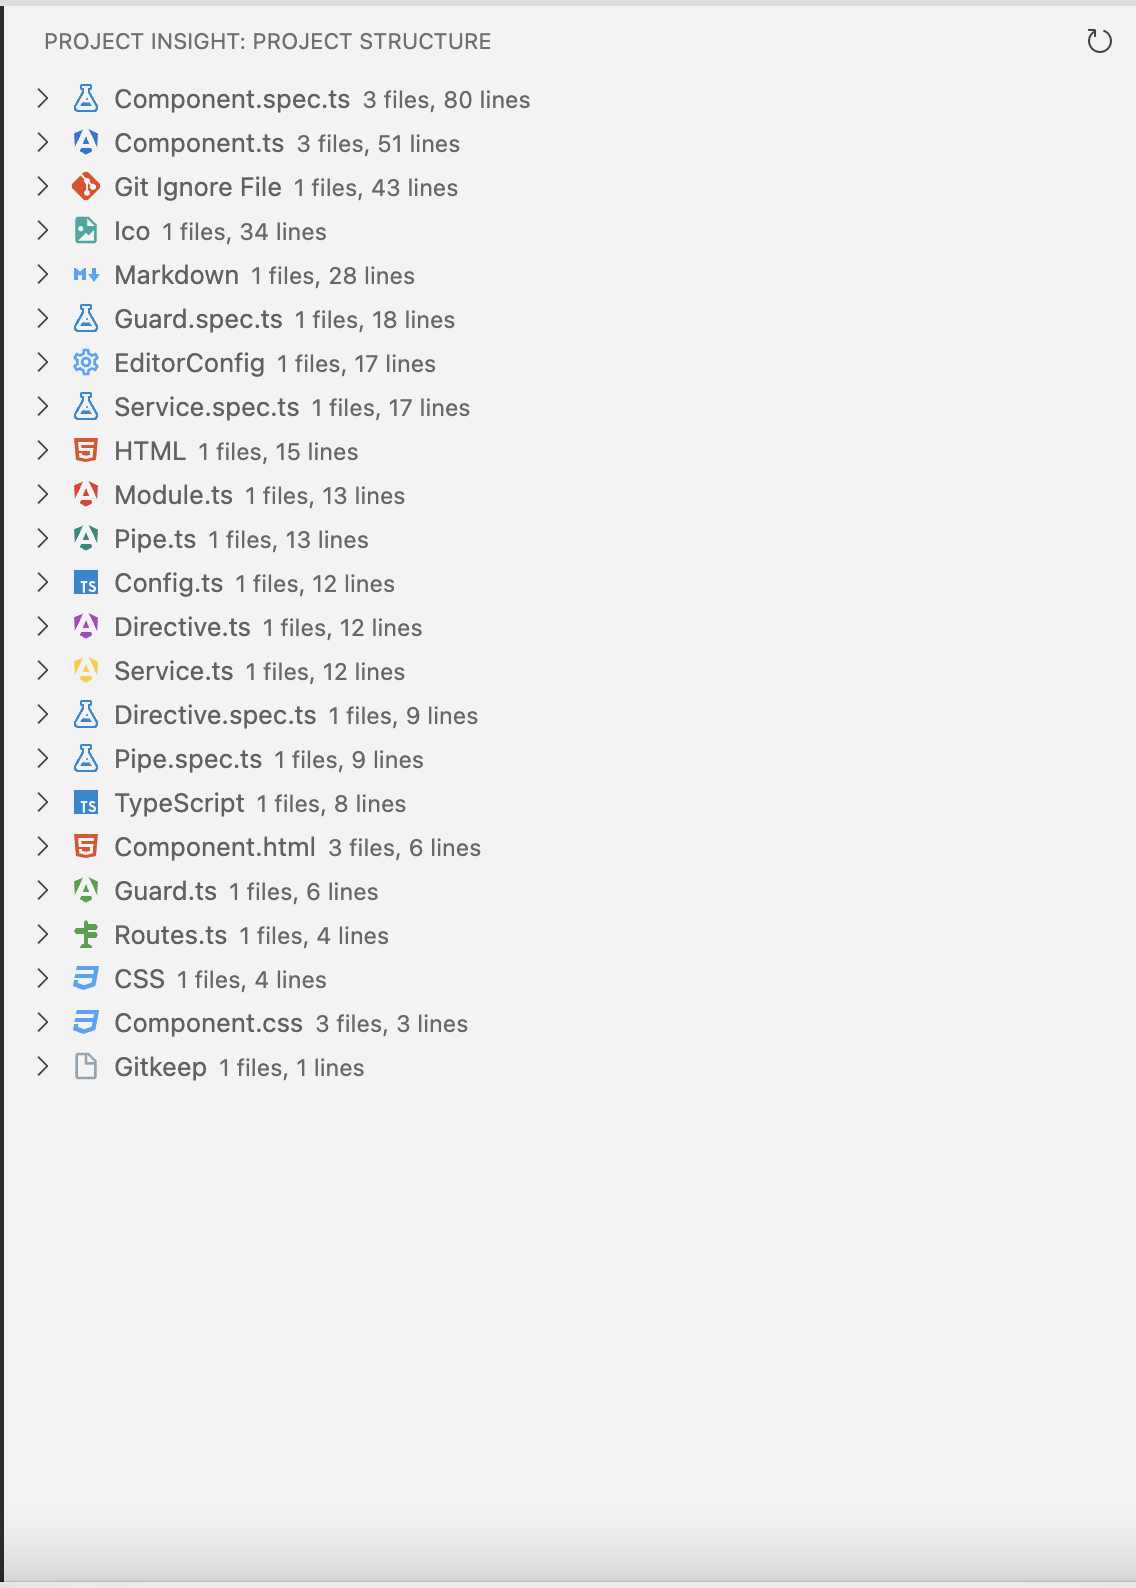 PROJECT INSIGHT: PROJECT STRUCTURE
Component.spec.ts 3 files, 80 lines
Component.ts 3 files, 51 lines
Git Ignore File 1 files, 43 lines
Ico 1 files, 34 lines
M Markdown 1 files, 28 lines
Guard.spec.ts 1 files, 18 lines
EditorConfig 1 files, 17 lines
Service.spec.ts 1 files, 17 lines
5 HTML 1 files, 15 lines
A Module.ts 1 files, 13 lines
A Pipe.ts 1 files, 13 lines
TS Config.ts 1 files, 12 lines
A Directive.ts 1 files, 12 lines
A Service.ts 1 files, 12 lines
Directive.spec.ts 1 files, 9 lines
Pipe.spec.ts 1 files, 9 lines
TS TypeScript 1 files, 8 lines
5 Component.html 3 files, 6 lines
A Guard.ts 1 files, 6 lines
Routes.ts 1 files, 4 lines
CSS 1 files, 4 lines
Component.css 3 files, 3 lines
Gitkeep 1 files, 1 lines